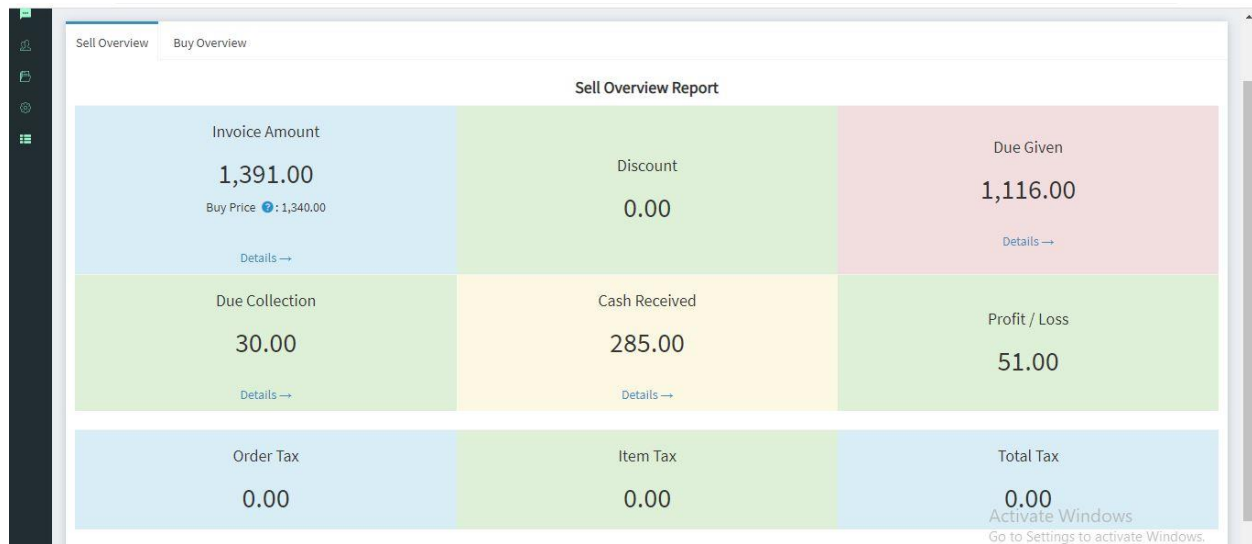 Sell Overview
Buy Overview
Sell Overview Report
Invoice Amount
1,391.00
Buy Price ?: 1,340.00
Details →
Discount
0.00
Due Given
1,116.00
Details →
Due Collection
30.00
Details →
Cash Received
285.00
Details →
Profit / Loss
51.00
Order Tax
0.00
Item Tax
0.00
Total Tax
0.00
Activate Windows
Go to Settings to activate Windows.